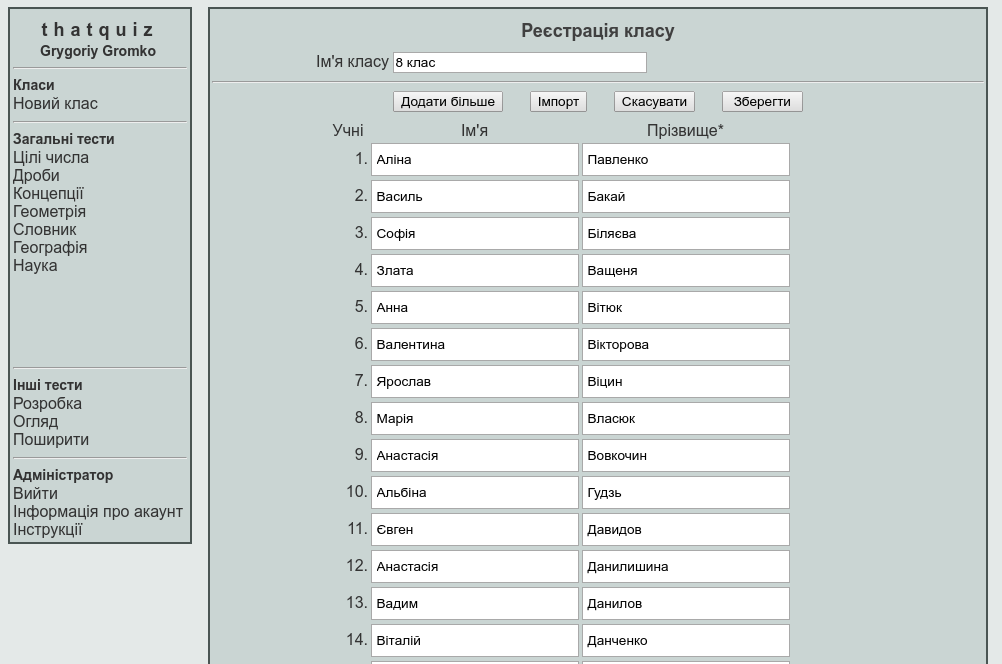 thatquiz
Grygoriy Gromko
Класи
Новий клас
Загальні тести
Цілі числа
Дроби
Концепції
Геометрія
Словник
Географія
Наука
Інші тести
Розробка
Огляд
Поширити
Адміністратор
Вийти
Інформація про акаунт
Інструкції
Реєстрація класу
Ім'я класу 8 клас
Додати більше Імпорт Скасувати Зберегти
Учні Ім'я Прізвище*
1. Аліна Павленко
2. Василь Бакай
3. Софія Біляєва
4. Злата Ващеня
5. Анна Вітюк
6. Валентина Вікторова
7. Ярослав Віцин
8. Марія Власюк
9. Анастасія Вовкочин
10. Альбіна Гудзь
11. Євген Давидов
12. Анастасія Данилишина
13. Вадим Данилов
14. Віталій Данченко